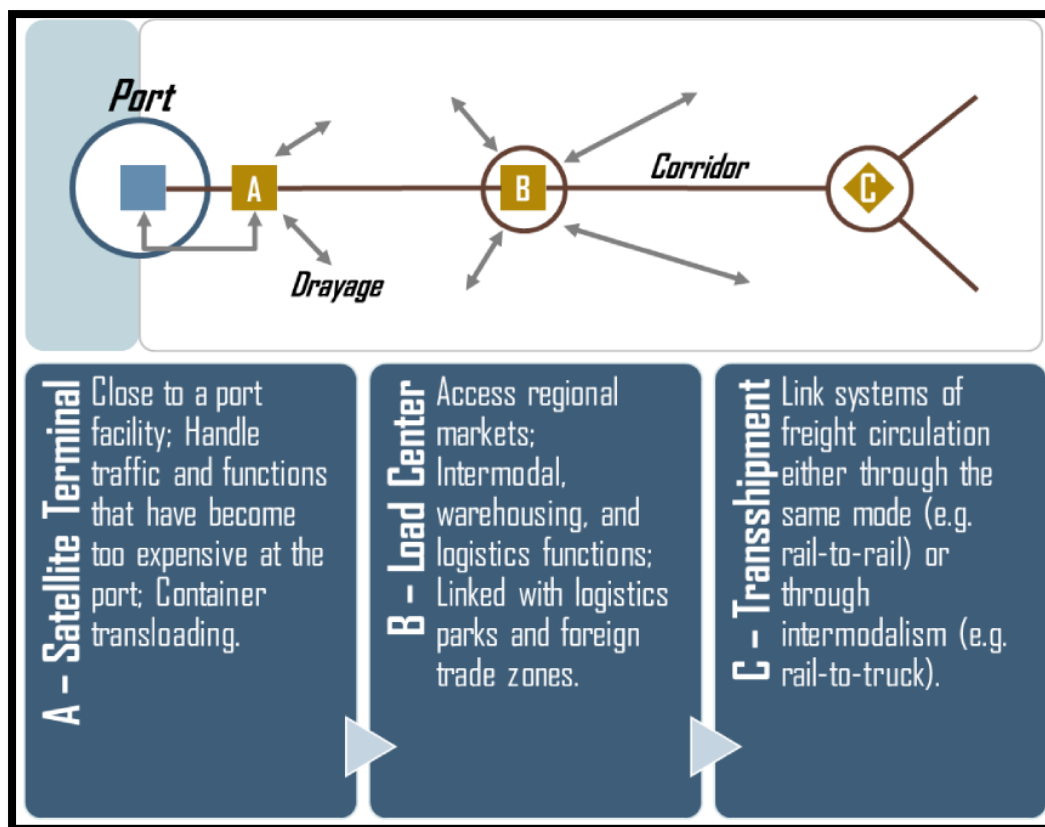 Port
A
B
Corridor
C
Drayage
A – Satellite Terminal
Close to a port
facility; Handle
traffic and functions
that have become
too expensive at the
port; Container
transloading.
B – Load Center
Access regional
markets;
Intermodal,
warehousing, and
logistics functions;
Linked with logistics
parks and foreign
trade zones.
C – Transshipment
Link systems of
freight circulation
either through the
same mode (e.g.
rail-to-rail) or
through
intermodalism (e.g.
rail-to-truck).